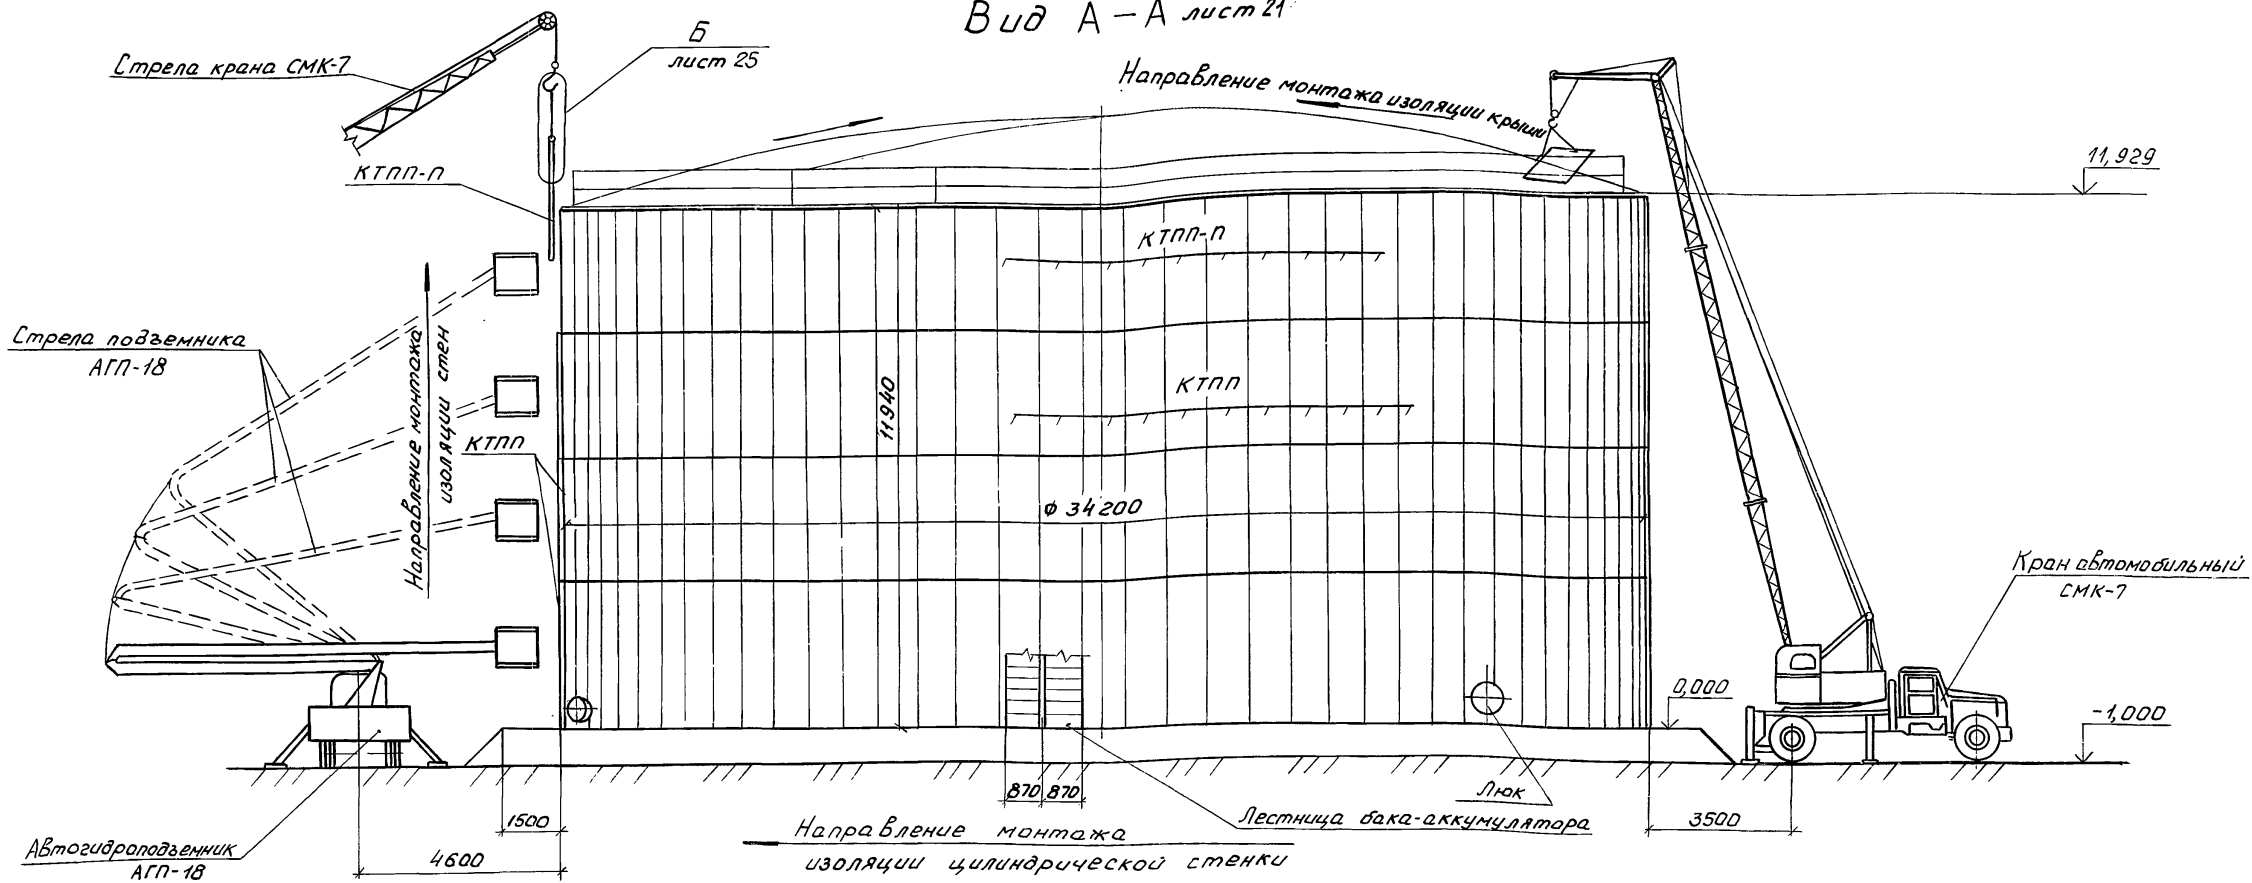 Вид А-А лист 21
Стрела крана СМК-7
Б
лист 25
Направление монтажа изоляции крыши
КТПП-П
11,929
КТПП-П
Стрела подъемника
АГП-18
Направление монтажа
изоляции стен
КТПП
11940
КТПП
Ф 34200
Кран автомобильный
СМК-7
0,000
-1,000
870 870
Люк
1500
Лестница бака-аккумулятора
3500
Направление монтажа
изоляции цилиндрической стенки
Автогидроподъемник
АГП-18
4600